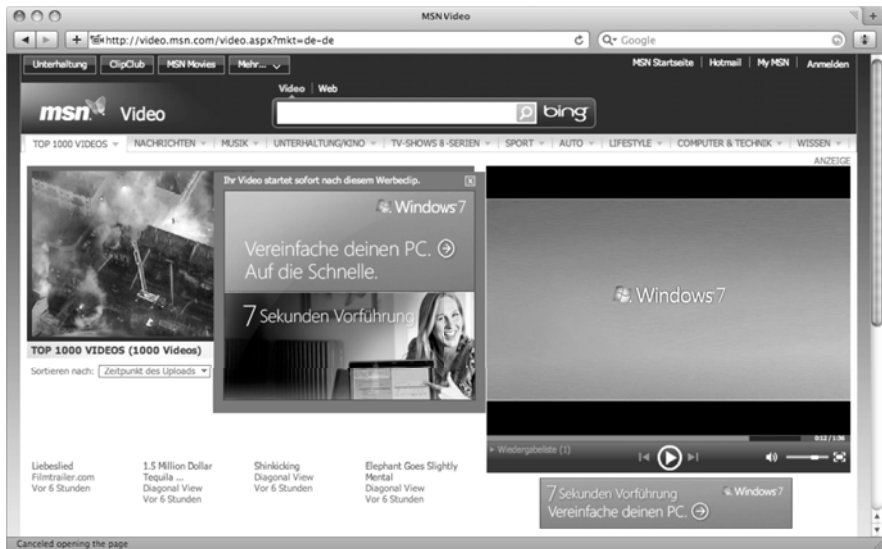 MSN Video
http://video.msn.com/video.aspx?mkt=de-de
Google
Unterhaltung
ClipClub
MSN Movies
Mehr...
MSN Startseite | Hotmail | My MSN | Anmelden
Video | Web
msn Video
bing
TOP 1000 VIDEOS
NACHRICHTEN
MUSIK
UNTERHALTUNG/KINO
TV-SHOWS & -SERIEN
SPORT
AUTO
LIFESTYLE
COMPUTER & TECHNIK
WISSEN
ANZEIGE
Ihr Video startet sofort nach diesem Werbeclip.
Windows 7
Vereinfache deinen PC.
Auf die Schnelle.
7 Sekunden Vorführung
Windows 7
TOP 1000 VIDEOS (1000 Videos)
Sortieren nach: Zeitpunkt des Uploads
0:12 / 1:36
Wiedergabeliste (1)
Liebeslied
Filmtrailer.com
Vor 6 Stunden
1.5 Million Dollar
Tequila ...
Diagonal View
Vor 6 Stunden
Shinkicking
Diagonal View
Vor 6 Stunden
Elephant Goes Slightly
Mental
Diagonal View
Vor 6 Stunden
7 Sekunden Vorführung
Windows 7
Vereinfache deinen PC.
Canceled opening the page